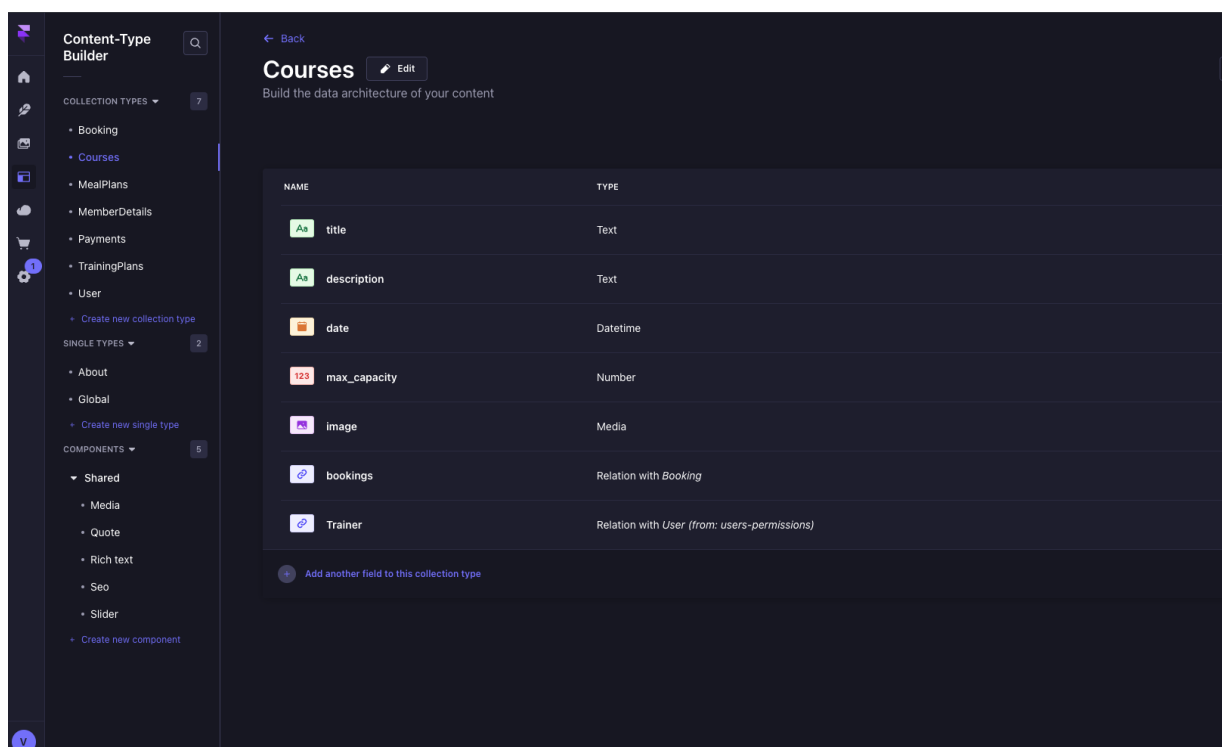 Content-Type
Builder
COLLECTION TYPES
7
Booking
Courses
MealPlans
MemberDetails
Payments
TrainingPlans
User
+ Create new collection type
SINGLE TYPES
2
About
Global
+ Create new single type
COMPONENTS
5
Shared
Media
Quote
Rich text
Seo
Slider
+ Create new component
1
V
← Back
Courses
Edit
Build the data architecture of your content
NAME TYPE
Aa title Text
Aa description Text
date Datetime
123 max_capacity Number
image Media
bookings Relation with Booking
Trainer Relation with User (from: users-permissions)
+ Add another field to this collection type